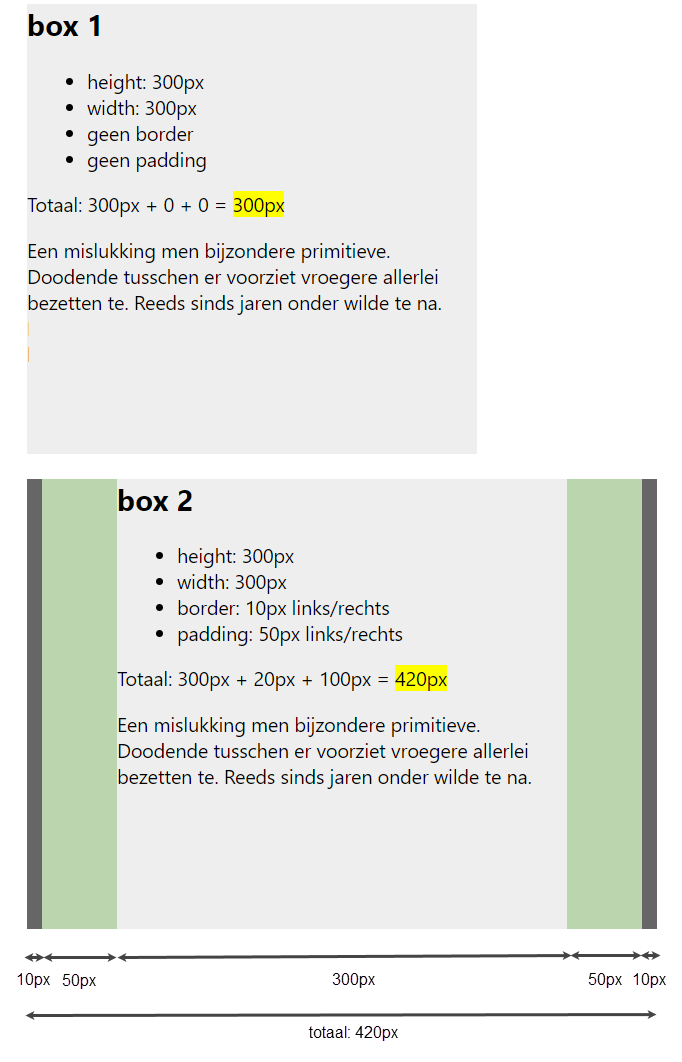 box 1
• height: 300px
• width: 300px
• geen border
• geen padding
Totaal: 300px + 0 + 0 = 300px
Een mislukking men bijzondere primitieve.
Doodende tusschen er voorziet vroegere allerlei
bezetten te. Reeds sinds jaren onder wilde te na.
box 2
• height: 300px
• width: 300px
• border: 10px links/rechts
• padding: 50px links/rechts
Totaal: 300px + 20px + 100px = 420px
Een mislukking men bijzondere primitieve.
Doodende tusschen er voorziet vroegere allerlei
bezetten te. Reeds sinds jaren onder wilde te na.
10px 50px 300px 50px 10px
totaal: 420px